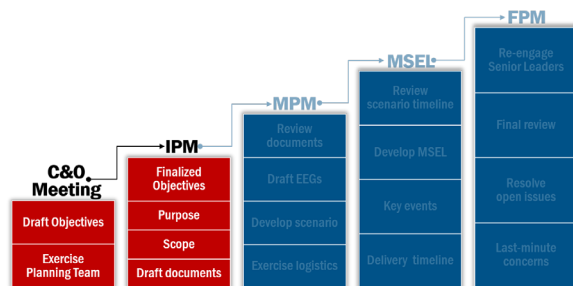 C&O
Meeting
Draft Objectives
Exercise
Planning Team
IPM
Finalized
Objectives
Purpose
Scope
Draft documents
MPM
Review
documents
Draft EEGs
Develop scenario
Exercise logistics
MSEL
Review
scenario timeline
Develop MSEL
Key events
Delivery timeline
FPM
Re-engage
Senior Leaders
Final review
Resolve
open issues
Last-minute
concerns